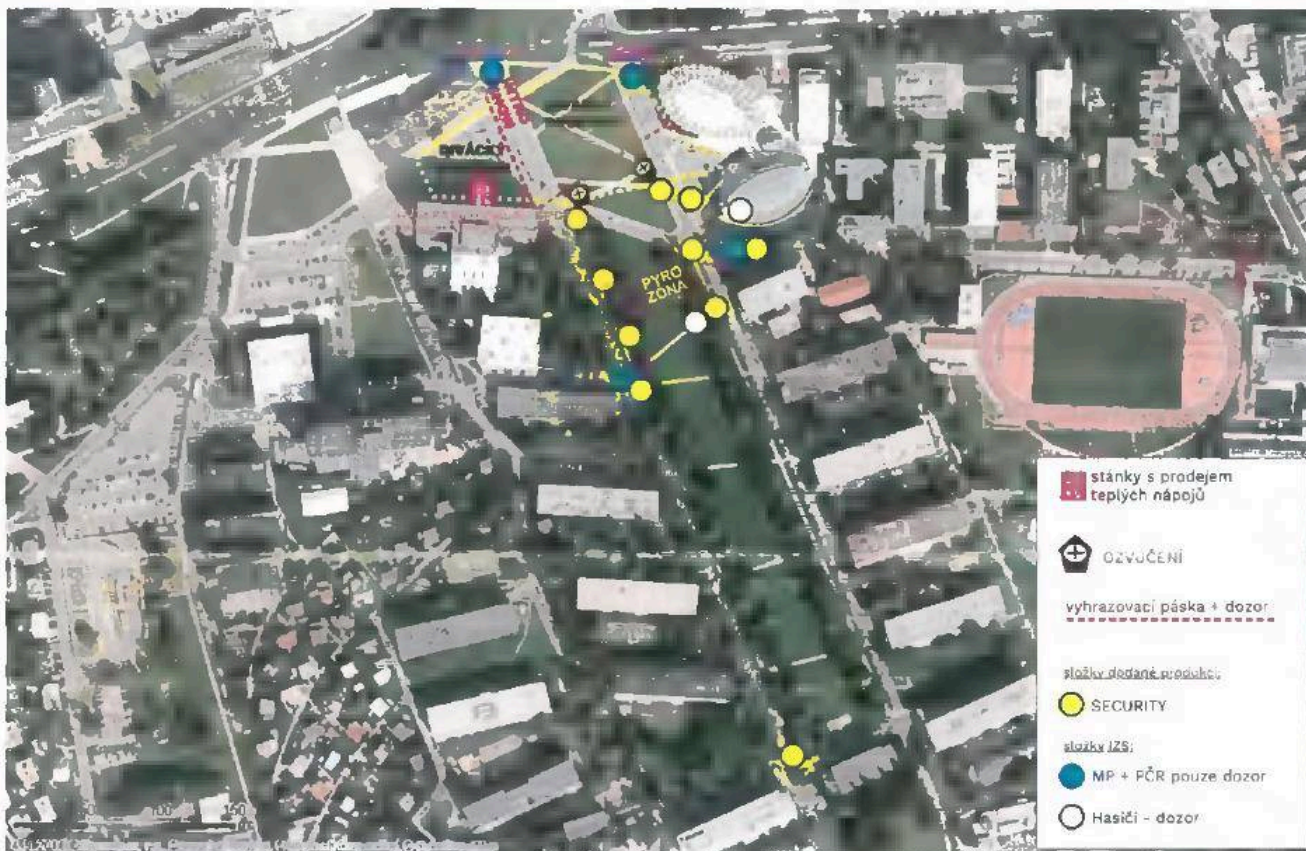 PYRO
ZÓNA
stánky s prodejem
teplých nápojů
OZVUČENÍ
vyhrazovací páska + dozor
složky dodané produkcí:
SECURITY
složky IZS:
MP + PČR pouze dozor
Hasiči - dozor